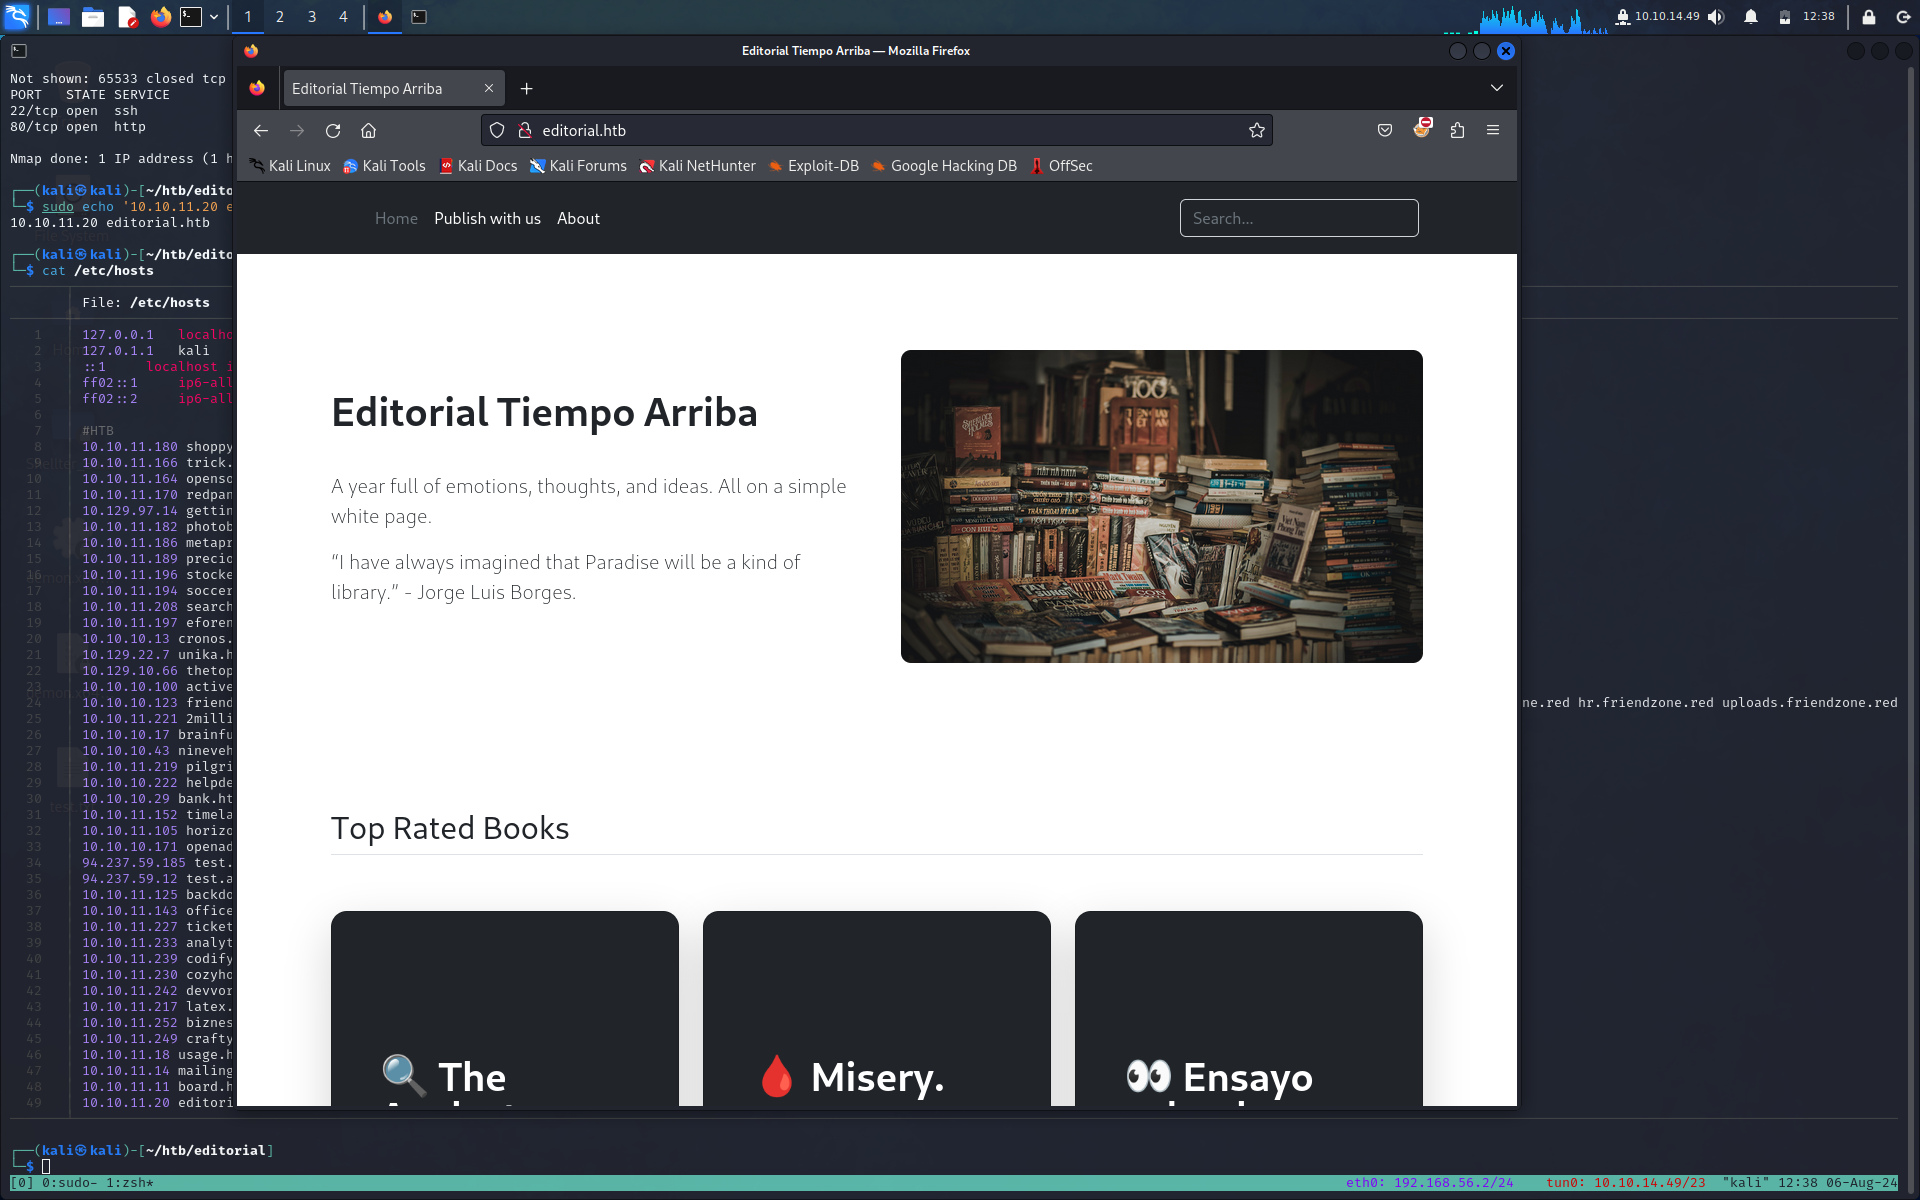 1 2 3 4
10.10.14.49
12:38
Editorial Tiempo Arriba — Mozilla Firefox
Editorial Tiempo Arriba
editorial.htb
Kali Linux Kali Tools Kali Docs Kali Forums Kali NetHunter Exploit-DB Google Hacking DB OffSec
Home Publish with us About
Search...
Editorial Tiempo Arriba
A year full of emotions, thoughts, and ideas. All on a simple
white page.
“I have always imagined that Paradise will be a kind of
library.” - Jorge Luis Borges.
Top Rated Books
The
Misery.
Ensayo
Not shown: 65533 closed tcp
PORT STATE SERVICE
22/tcp open ssh
80/tcp open http
Nmap done: 1 IP address (1 h
┌──(kali㉿kali)-[~/htb/edito
└─$ sudo echo '10.10.11.20 e
10.10.11.20 editorial.htb
┌──(kali㉿kali)-[~/htb/edito
└─$ cat /etc/hosts
File: /etc/hosts
1 127.0.0.1 localho
2 127.0.1.1 kali
3 ::1 localhost i
4 ff02::1 ip6-all
5 ff02::2 ip6-all
6
7 #HTB
8 10.10.11.180 shoppy
9 10.10.11.166 trick.
10 10.10.11.164 openso
11 10.10.11.170 redpan
12 10.129.97.14 gettin
13 10.10.11.182 photob
14 10.10.11.186 metapr
15 10.10.11.189 precio
16 10.10.11.196 stocke
17 10.10.11.194 soccer
18 10.10.11.208 search
19 10.10.11.197 eforen
20 10.10.10.13 cronos.
21 10.129.22.7 unika.h
22 10.129.10.66 thetop
23 10.10.10.100 active
24 10.10.10.123 friend
ne.red hr.friendzone.red uploads.friendzone.red
25 10.10.11.221 2milli
26 10.10.10.17 brainfu
27 10.10.10.43 nineveh
28 10.10.11.219 pilgri
29 10.10.10.222 helpde
30 10.10.10.29 bank.ht
31 10.10.11.152 timela
32 10.10.11.105 horizo
33 10.10.10.171 openad
34 94.237.59.185 test.
35 94.237.59.12 test.a
36 10.10.11.125 backdo
37 10.10.11.143 office
38 10.10.11.227 ticket
39 10.10.11.233 analyt
40 10.10.11.239 codify
41 10.10.11.230 cozyho
42 10.10.11.242 devvor
43 10.10.11.217 latex.
44 10.10.11.252 biznes
45 10.10.11.249 crafty
46 10.10.11.18 usage.h
47 10.10.11.14 mailing
48 10.10.11.11 board.h
49 10.10.11.20 editori
┌──(kali㉿kali)-[~/htb/editorial]
└─$
[0] 0:sudo- 1:zsh*
eth0: 192.168.56.2/24 tun0: 10.10.14.49/23 "kali" 12:38 06-Aug-24